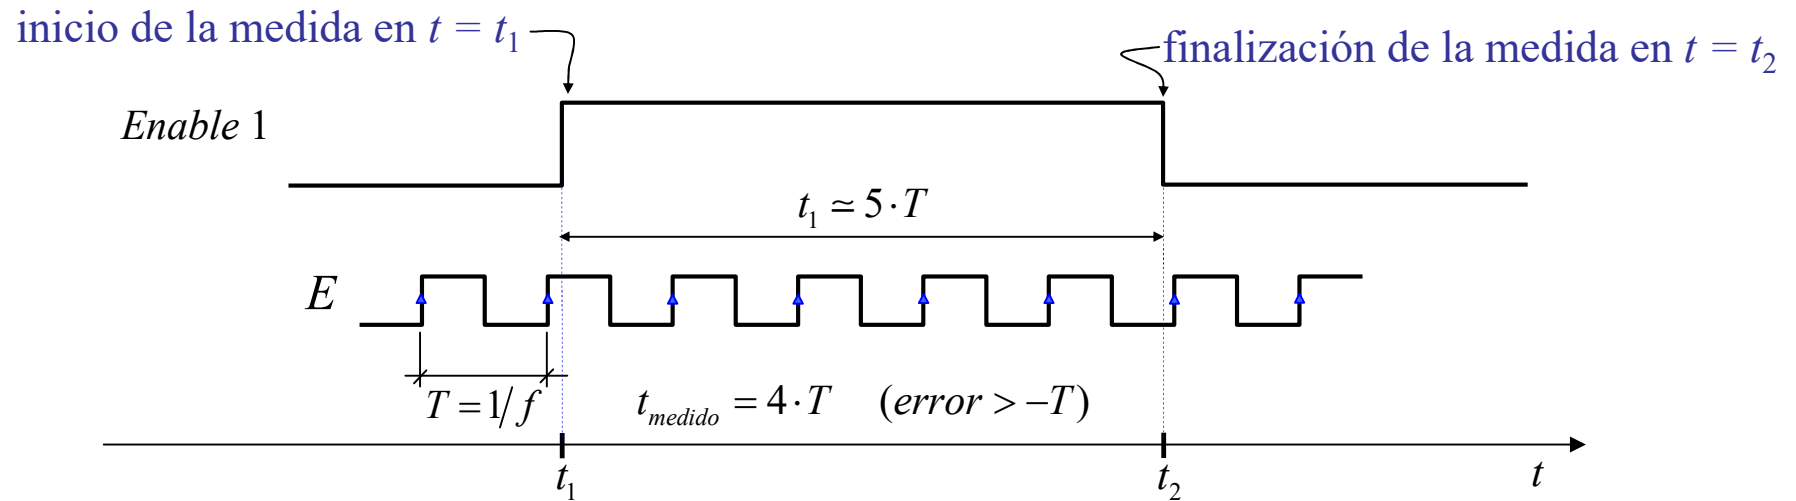 inicio de la medida en t = t₁
finalización de la medida en t = t₂
Enable 1
t₁ ≃ 5·T
E
T = 1/f
t_medido = 4·T (error > −T)
t₁
t₂
t